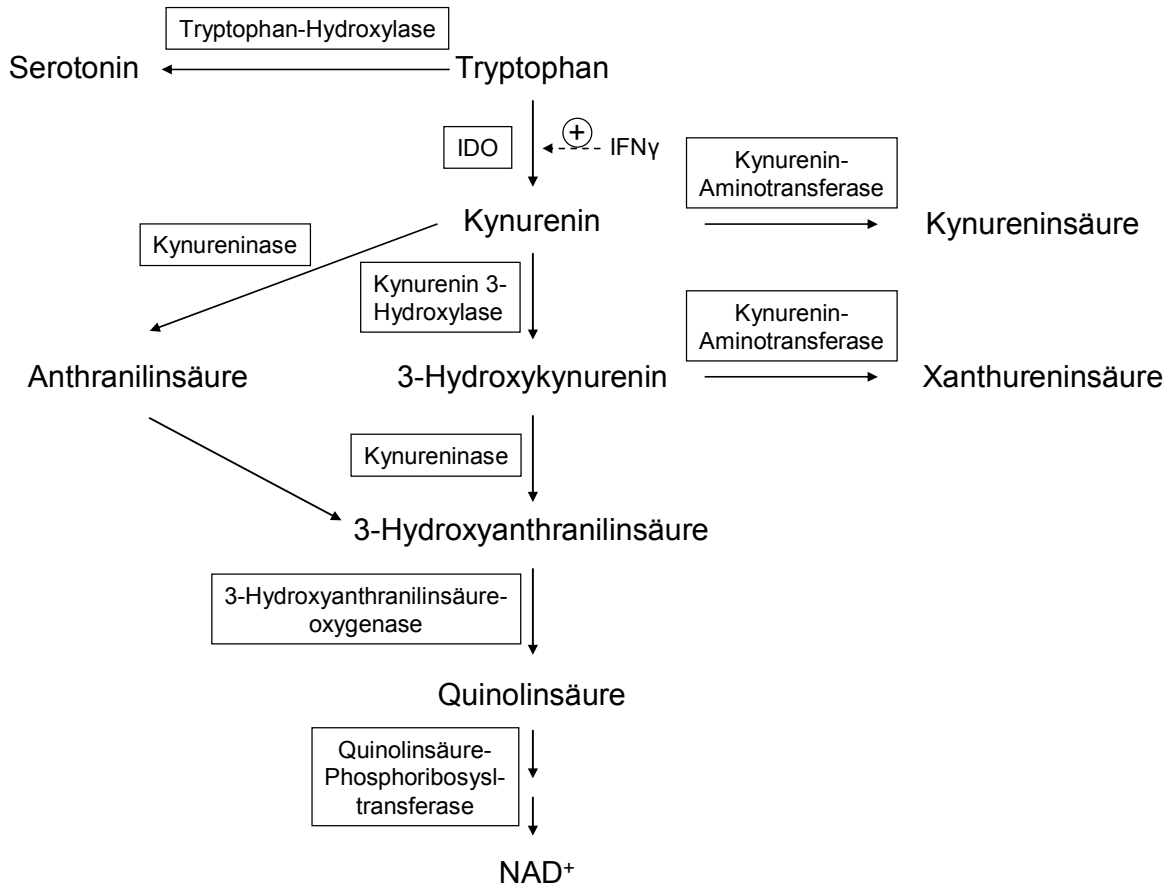 Tryptophan-Hydroxylase
Serotonin
Tryptophan
IDO
+
IFNγ
Kynurenin-
Aminotransferase
Kynurenin
Kynureninsäure
Kynureninase
Kynurenin 3-
Hydroxylase
Kynurenin-
Aminotransferase
Anthranilinsäure
3-Hydroxykynurenin
Xanthureninsäure
Kynureninase
3-Hydroxyanthranilinsäure
3-Hydroxyanthranilinsäure-
oxygenase
Quinolinsäure
Quinolinsäure-
Phosphoribosysl-
transferase
NAD⁺